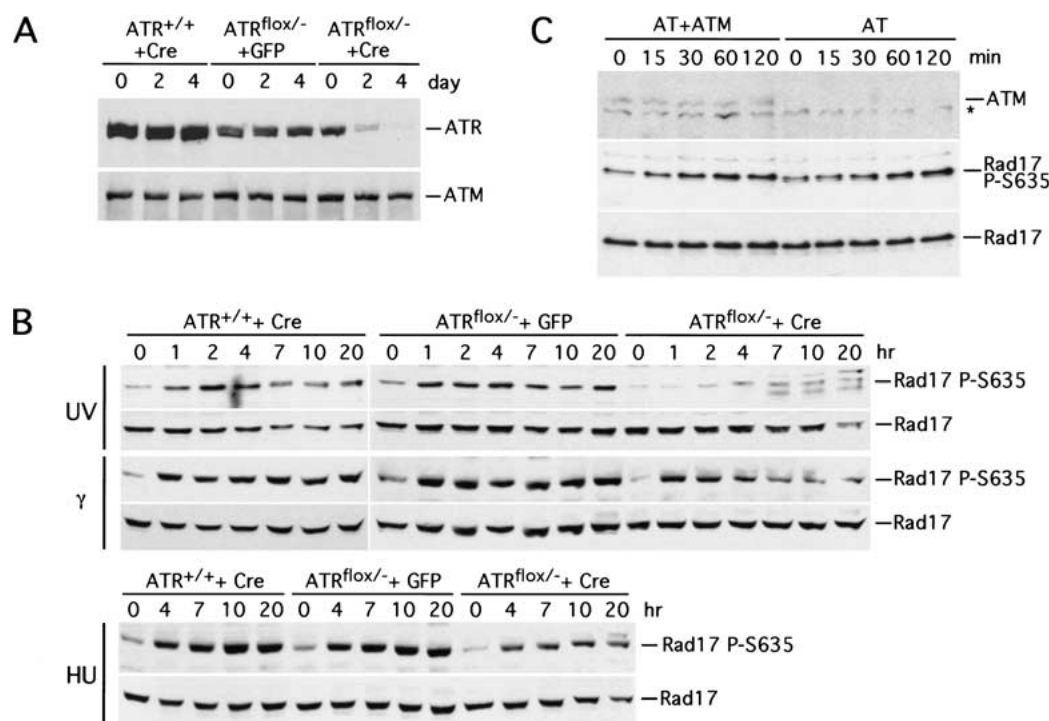 A
ATR+/+ +Cre ATRflox/- +GFP ATRflox/- +Cre
0 2 4 0 2 4 0 2 4 day
ATR
ATM
C
AT+ATM AT
0 15 30 60 120 0 15 30 60 120 min
ATM
*
Rad17 P-S635
Rad17
B
ATR+/+ + Cre ATRflox/- + GFP ATRflox/- + Cre
0 1 2 4 7 10 20 0 1 2 4 7 10 20 0 1 2 4 7 10 20 hr
UV
Rad17 P-S635
Rad17
γ
Rad17 P-S635
Rad17
ATR+/+ + Cre ATRflox/- + GFP ATRflox/- + Cre
0 4 7 10 20 0 4 7 10 20 0 4 7 10 20 hr
HU
Rad17 P-S635
Rad17